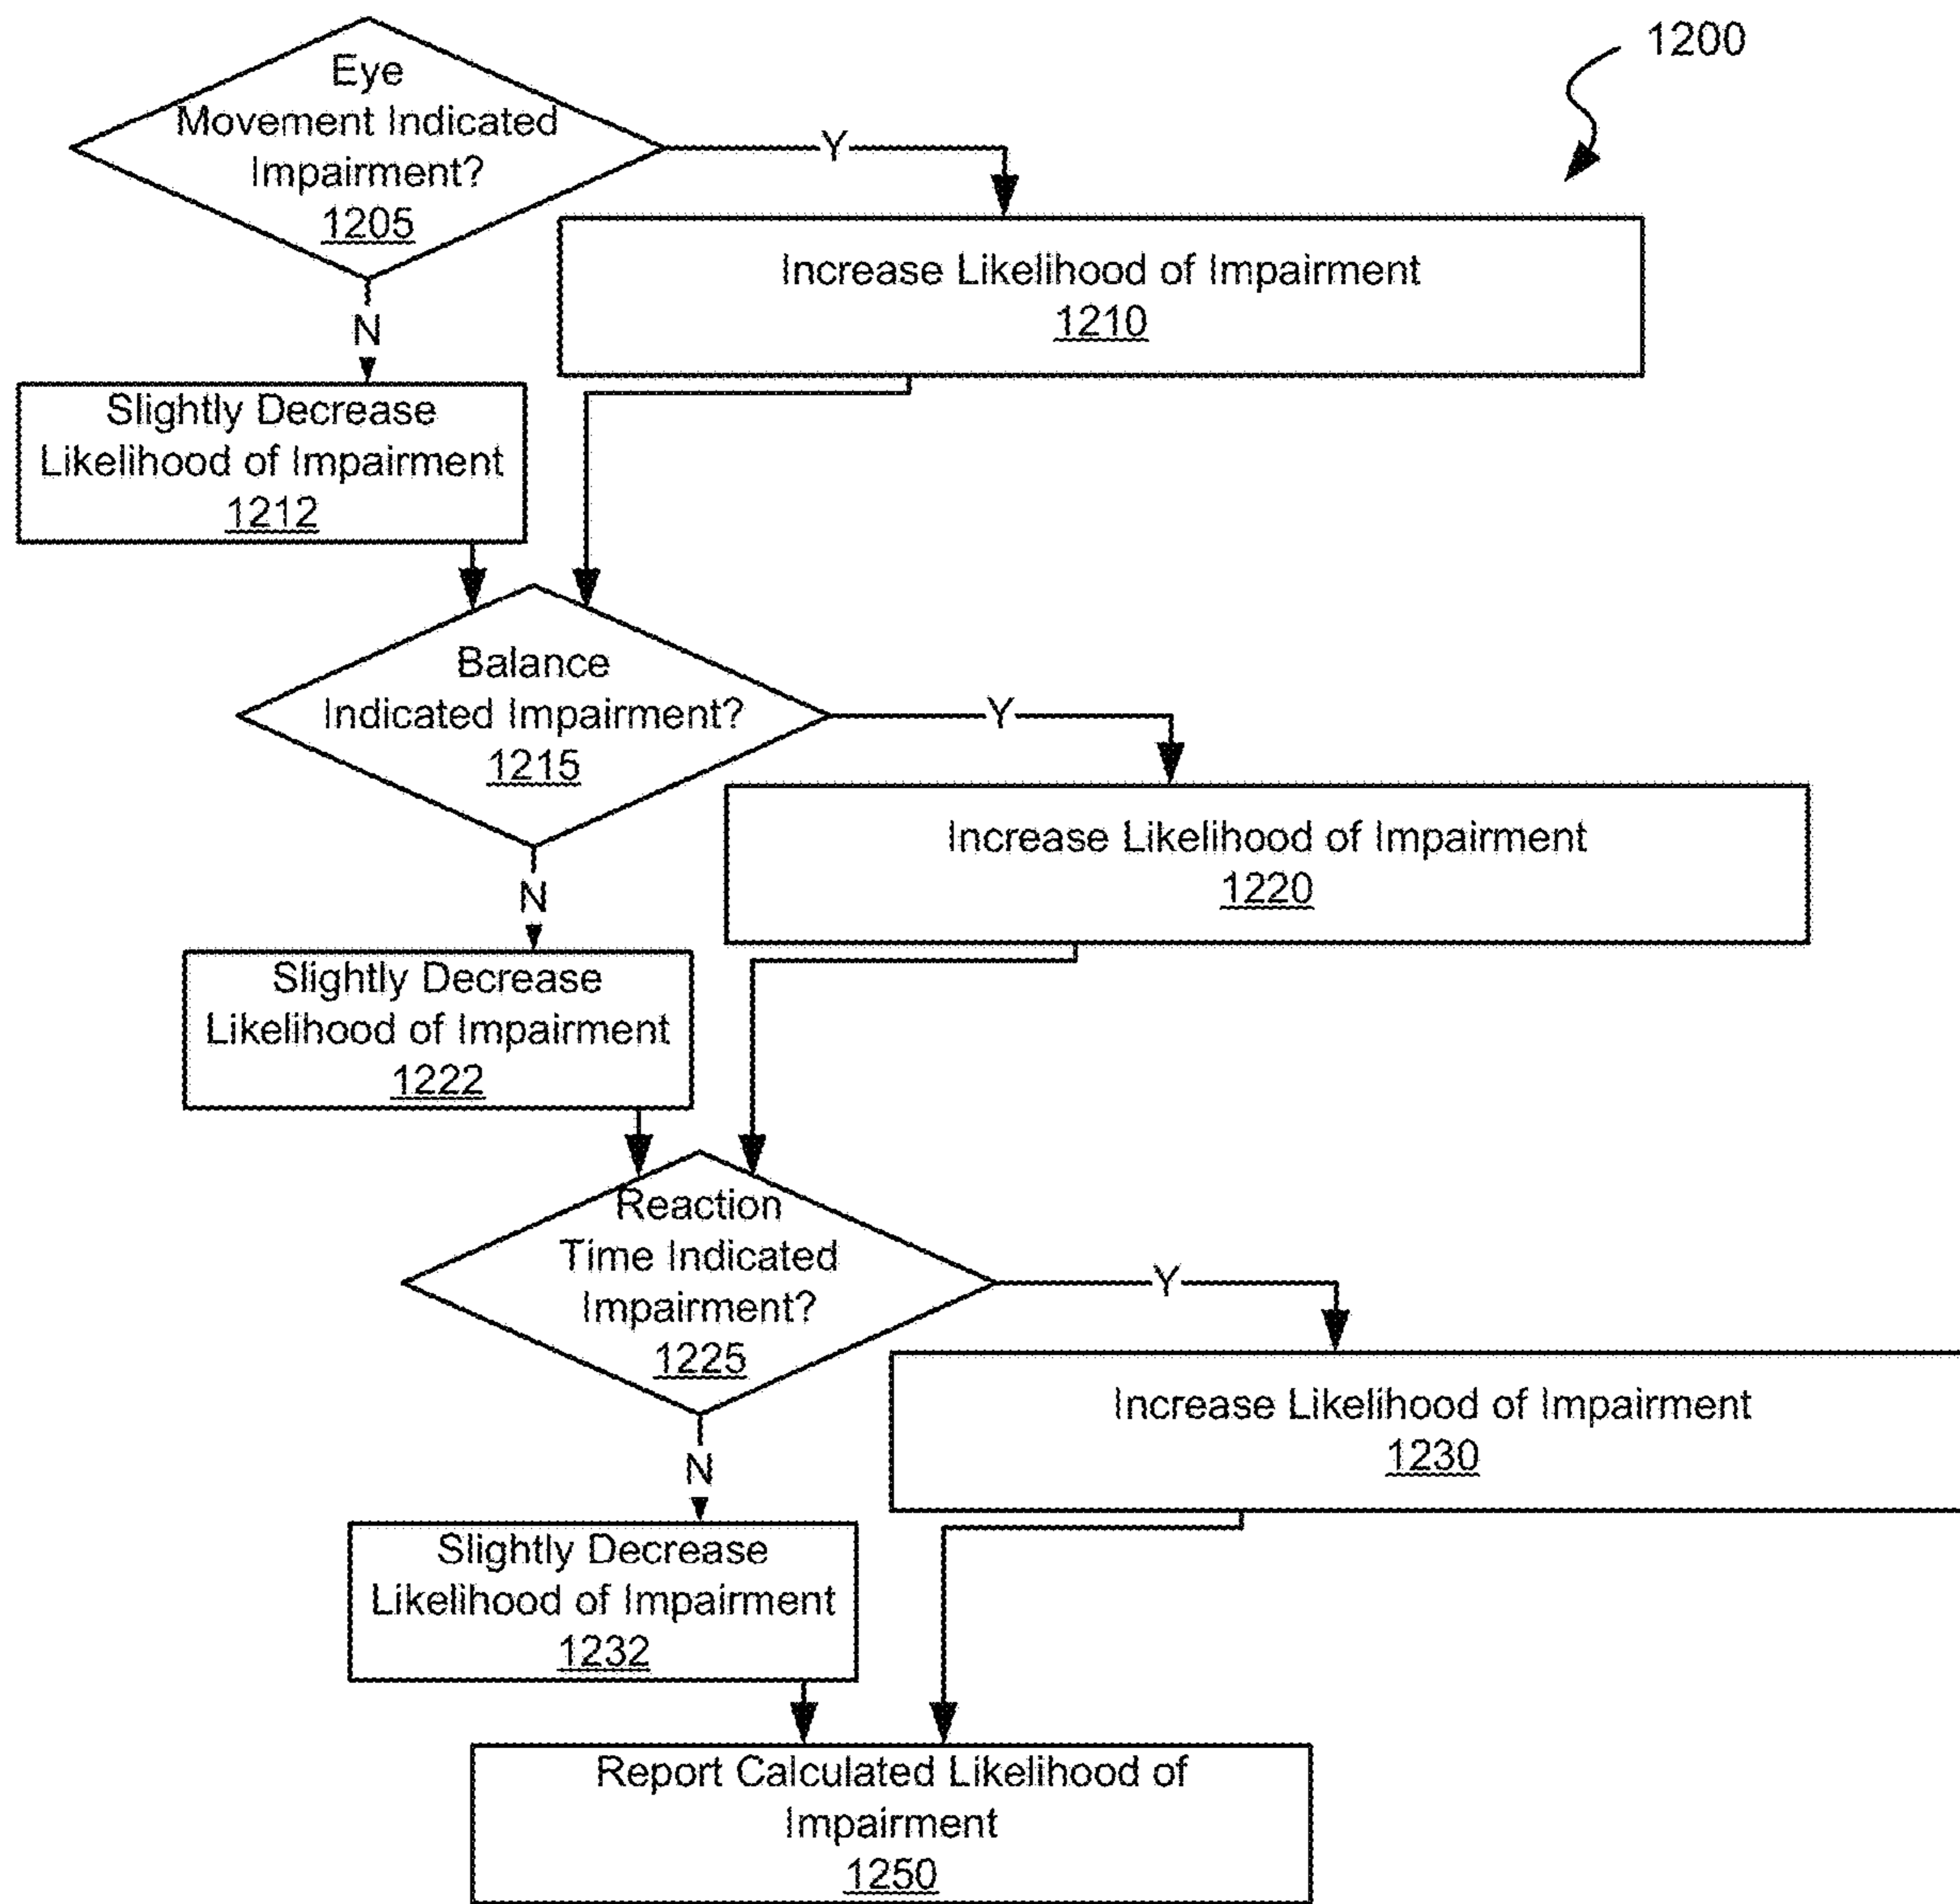 1200
Eye
Movement Indicated
Impairment?
1205
Y
Increase Likelihood of Impairment
1210
N
Slightly Decrease
Likelihood of Impairment
1212
Balance
Indicated Impairment?
1215
Y
Increase Likelihood of Impairment
1220
N
Slightly Decrease
Likelihood of Impairment
1222
Reaction
Time Indicated
Impairment?
1225
Y
Increase Likelihood of Impairment
1230
N
Slightly Decrease
Likelihood of Impairment
1232
Report Calculated Likelihood of
Impairment
1250